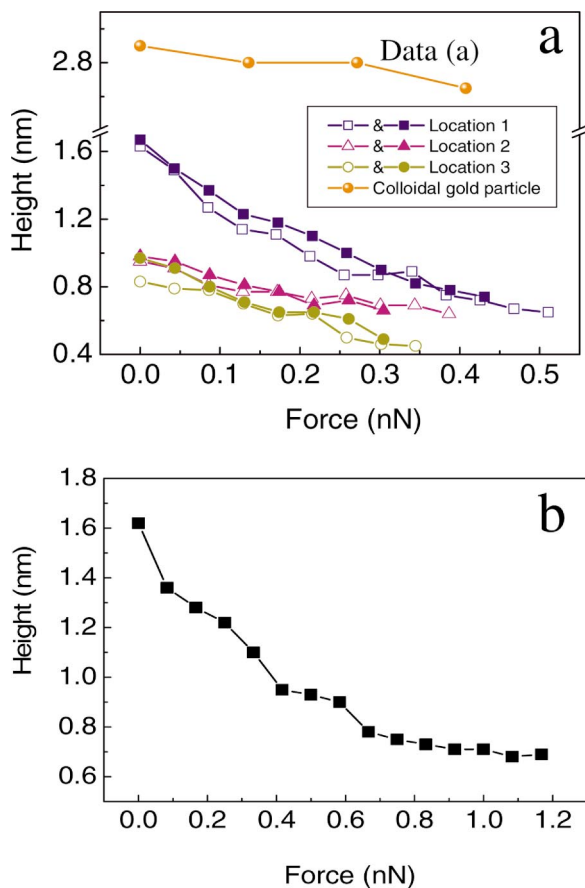 a
Data (a)
2.8
& Location 1
& Location 2
& Location 3
Colloidal gold particle
1.6
1.2
0.8
0.4
Height (nm)
0.0 0.1 0.2 0.3 0.4 0.5
Force (nN)
b
1.8
1.6
1.4
1.2
1.0
0.8
0.6
Height (nm)
0.0 0.2 0.4 0.6 0.8 1.0 1.2
Force (nN)